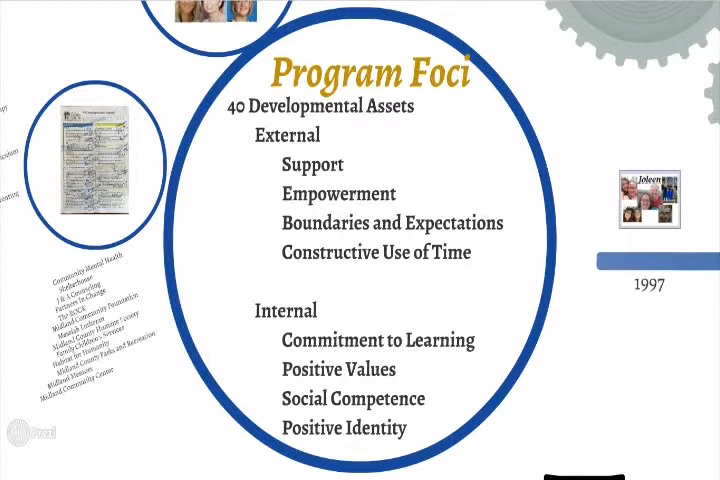 Program Foci
40 Developmental Assets
External
Support
Empowerment
Boundaries and Expectations
Constructive Use of Time
Internal
Commitment to Learning
Positive Values
Social Competence
Positive Identity
Community Mental Health
Shelterhouse
J & A Counseling
Partners In Change
The ROCK
Midland Community Foundation
Messiah Lutheran
Midland County Humane Society
Family Children's Services
Habitat for Humanity
Midland County Parks and Recreation
Midland Mentors
Midland Community Center
Joleen
1997
Prezi